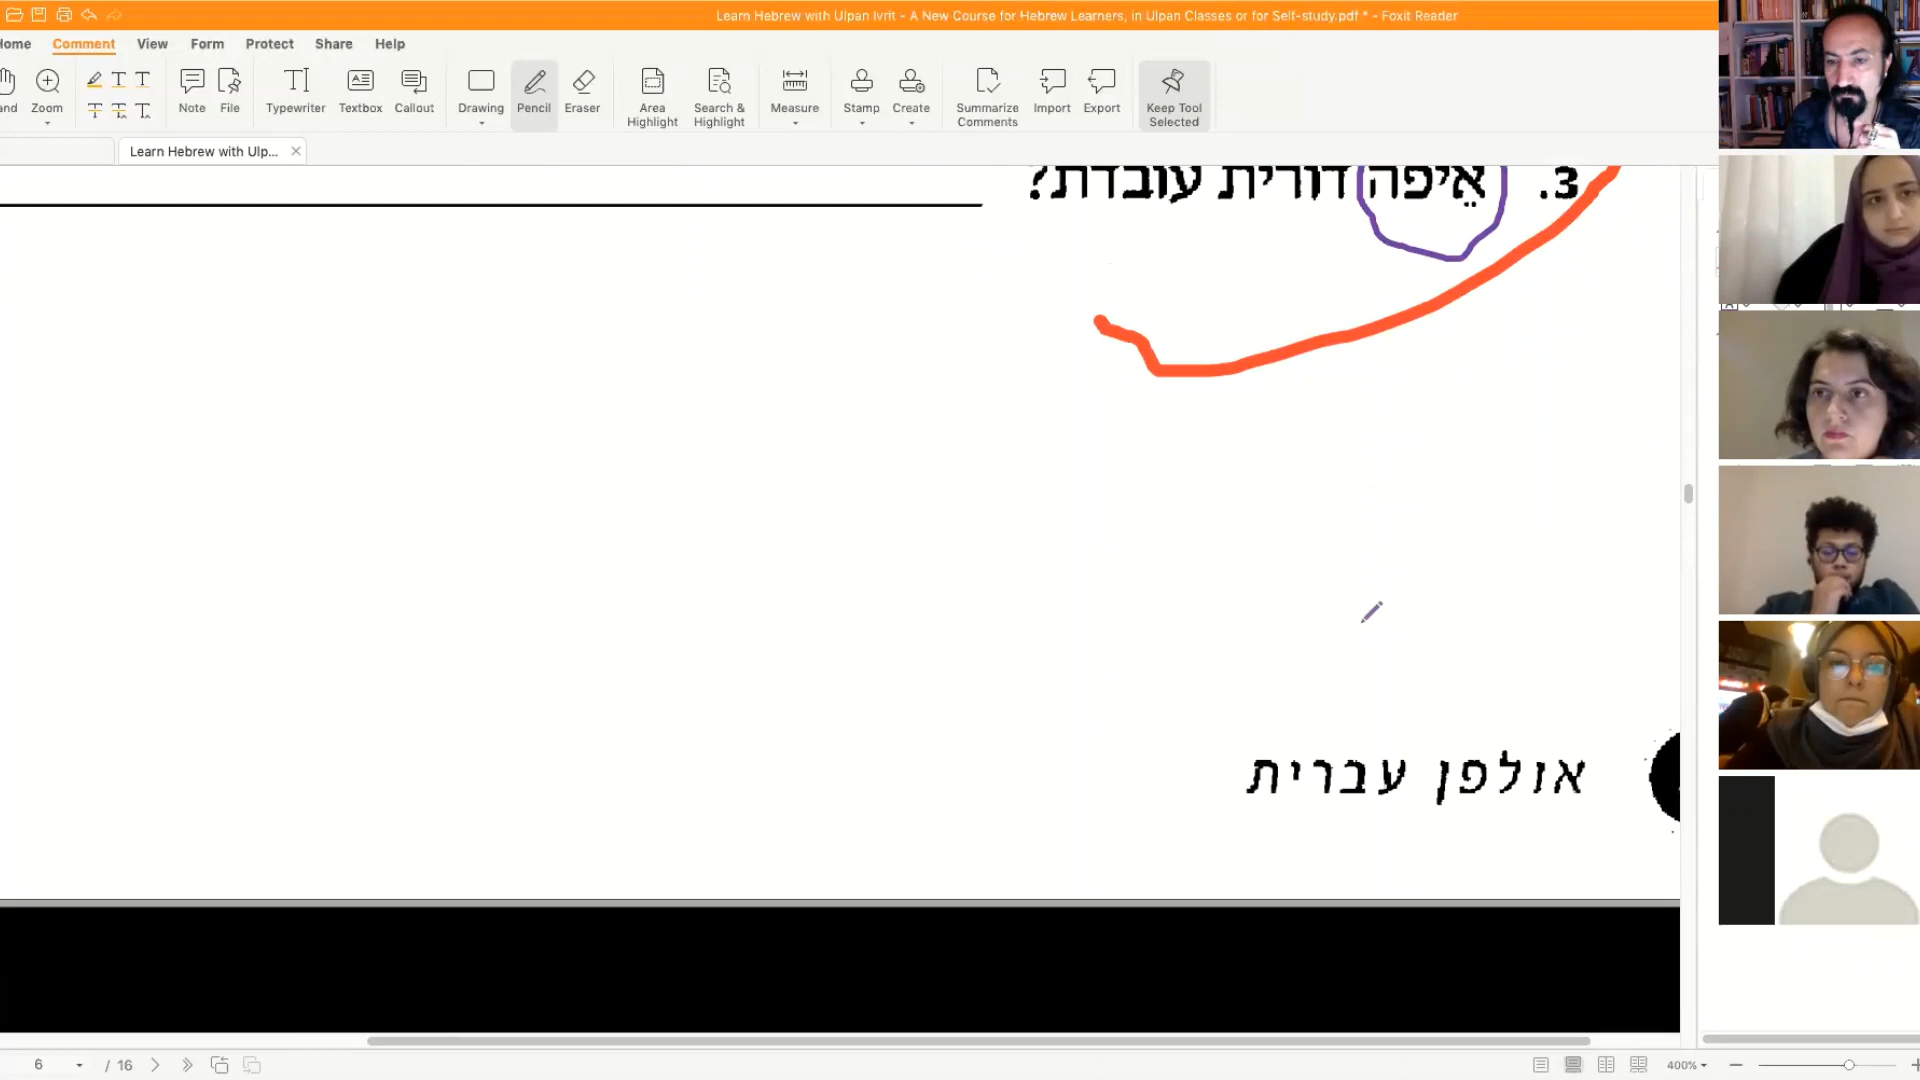 Learn Hebrew with Ulpan Ivrit - A New Course for Hebrew Learners, in Ulpan Classes or for Self-study.pdf * - Foxit Reader
Home Comment View Form Protect Share Help
Zoom Note File Typewriter Textbox Callout Drawing Pencil Eraser Area Highlight Search & Highlight Measure Stamp Create Summarize Comments Import Export Keep Tool Selected
Learn Hebrew with Ulp...
3. אֵיפה דורית עובדת?
אולפן עברית
6 / 16 400%